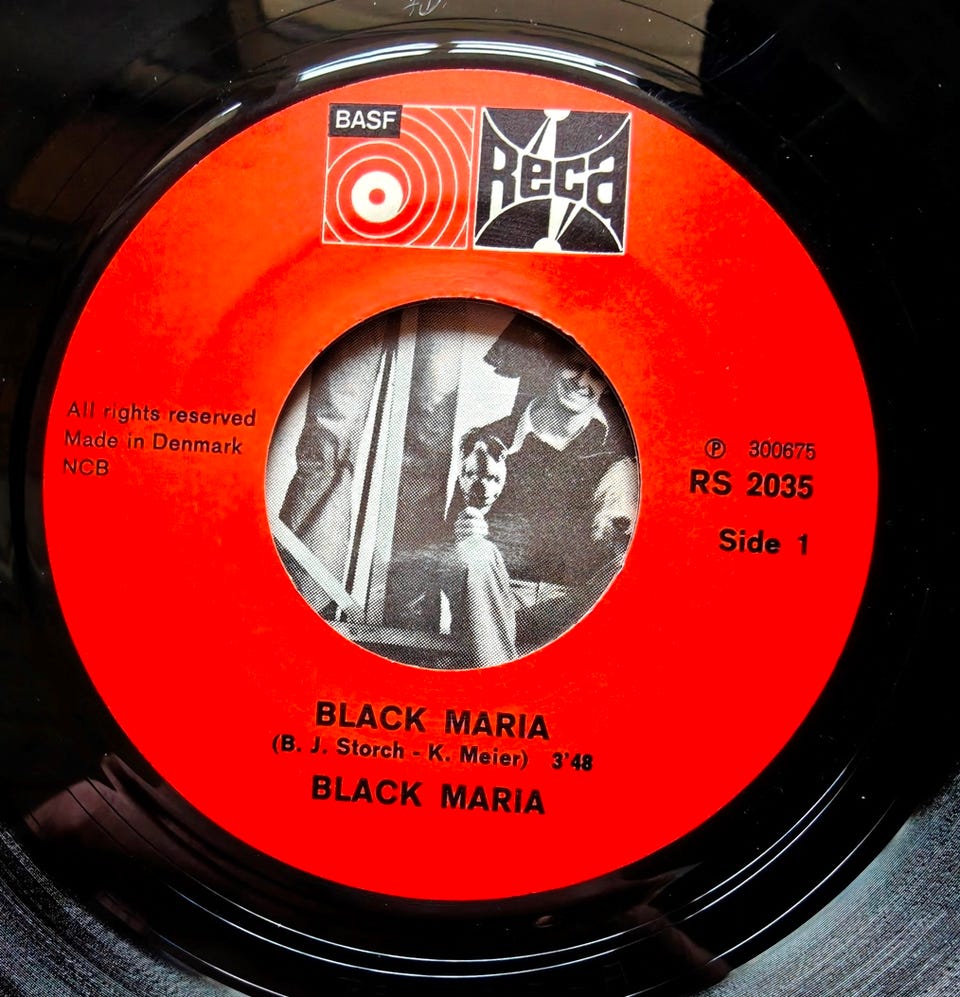 BASF
Reca
All rights reserved
Made in Denmark
NCB
Ⓟ 300675
RS 2035
Side 1
BLACK MARIA
(B. J. Storch - K. Meier) 3'48
BLACK MARIA